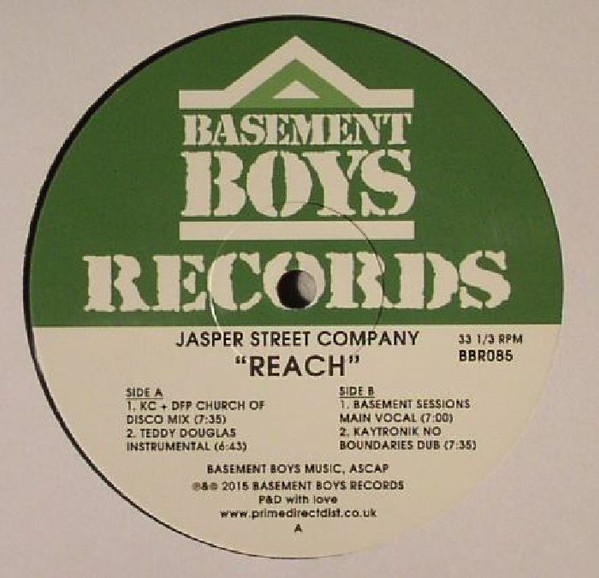 BASEMENT
BOYS
RECORDS
JASPER STREET COMPANY
33 1/3 RPM
"REACH"
BBR085
SIDE A
1. KC + DFP CHURCH OF
DISCO MIX (7:35)
2. TEDDY DOUGLAS
INSTRUMENTAL (6:43)
SIDE B
1. BASEMENT SESSIONS
MAIN VOCAL (7:00)
2. KAYTRONIK NO
BOUNDARIES DUB (7:35)
BASEMENT BOYS MUSIC, ASCAP
℗&© 2015 BASEMENT BOYS RECORDS
P&D with love
www.primedirectdist.co.uk
A